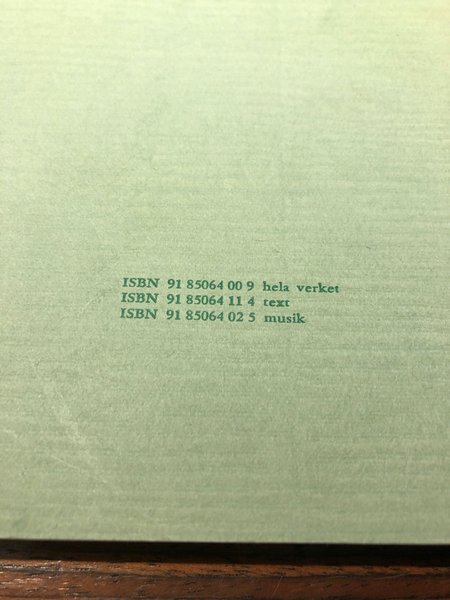 ISBN 91 85064 00 9 hela verket
ISBN 91 85064 11 4 text
ISBN 91 85064 02 5 musik